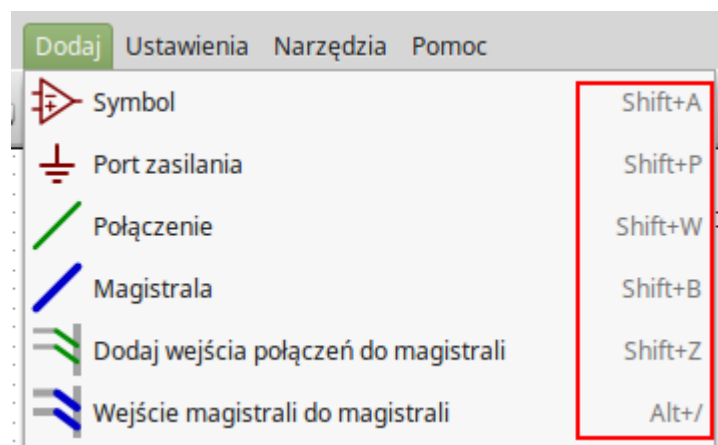 Dodaj Ustawienia Narzędzia Pomoc
Symbol Shift+A
Port zasilania Shift+P
Połączenie Shift+W
Magistrala Shift+B
Dodaj wejścia połączeń do magistrali Shift+Z
Wejście magistrali do magistrali Alt+/